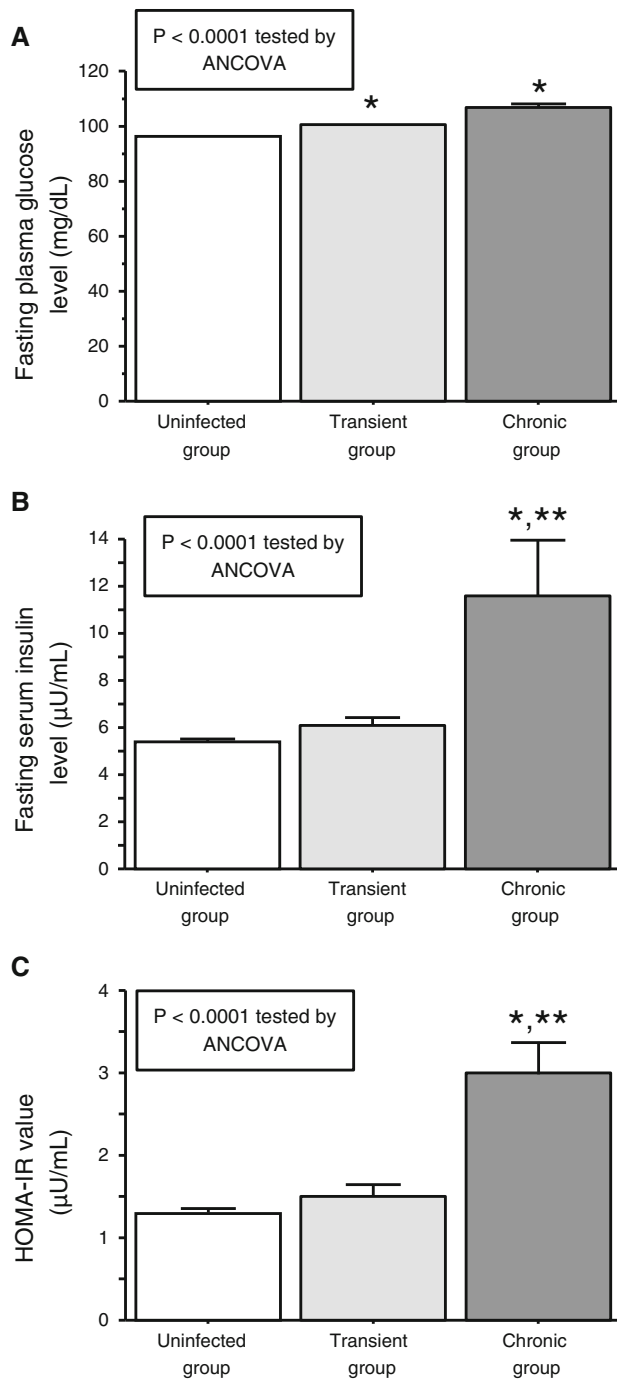 A
P < 0.0001 tested by
ANCOVA
*
*
120
100
80
60
40
20
0
Fasting plasma glucose
level (mg/dL)
Uninfected
group
Transient
group
Chronic
group
B
P < 0.0001 tested by
ANCOVA
*,**
14
12
10
8
6
4
2
0
Fasting serum insulin
level (µU/mL)
Uninfected
group
Transient
group
Chronic
group
C
P < 0.0001 tested by
ANCOVA
*,**
4
3
2
1
0
HOMA-IR value
(µU/mL)
Uninfected
group
Transient
group
Chronic
group